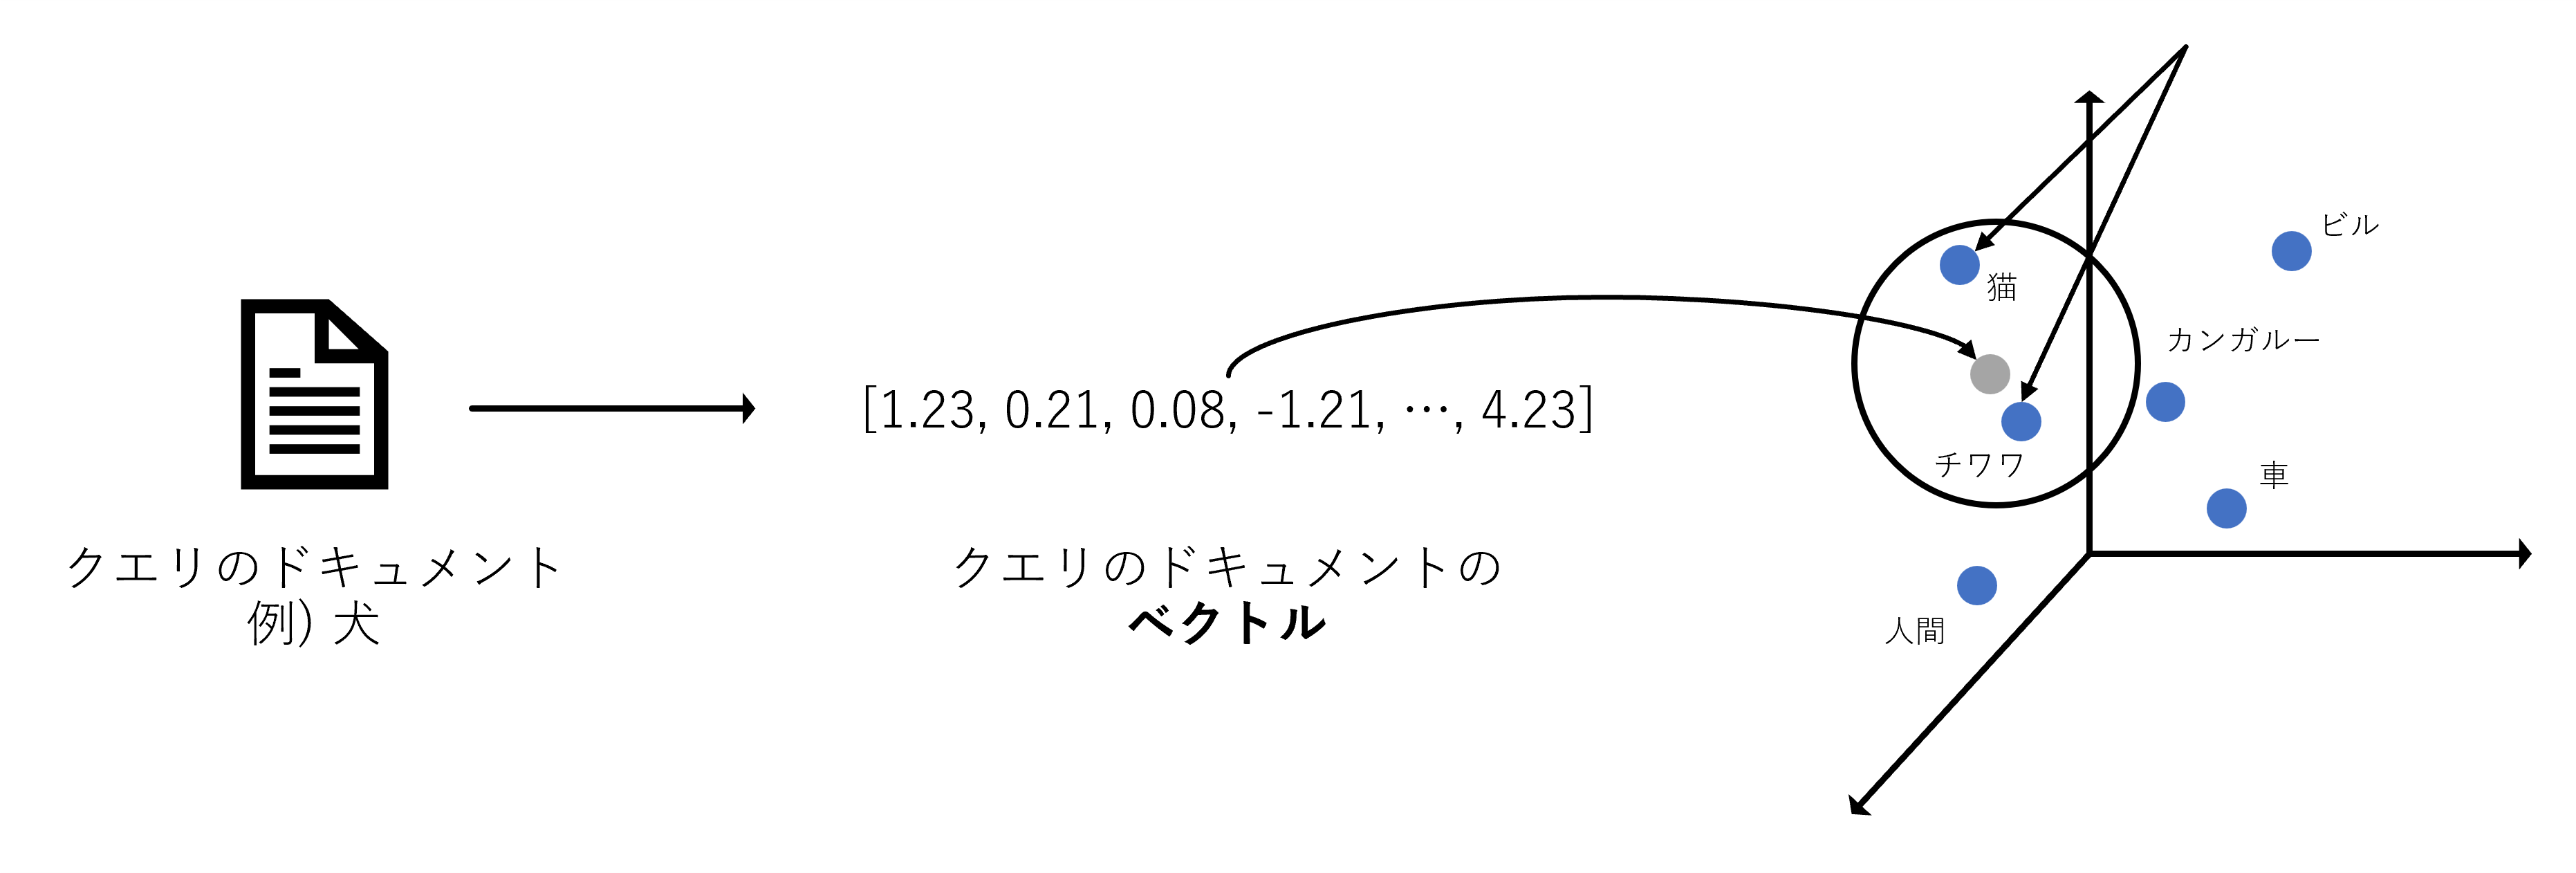 クエリのドキュメント
例) 犬
[1.23, 0.21, 0.08, -1.21, …, 4.23]
クエリのドキュメントの
ベクトル
ビル
猫
カンガルー
チワワ
車
人間